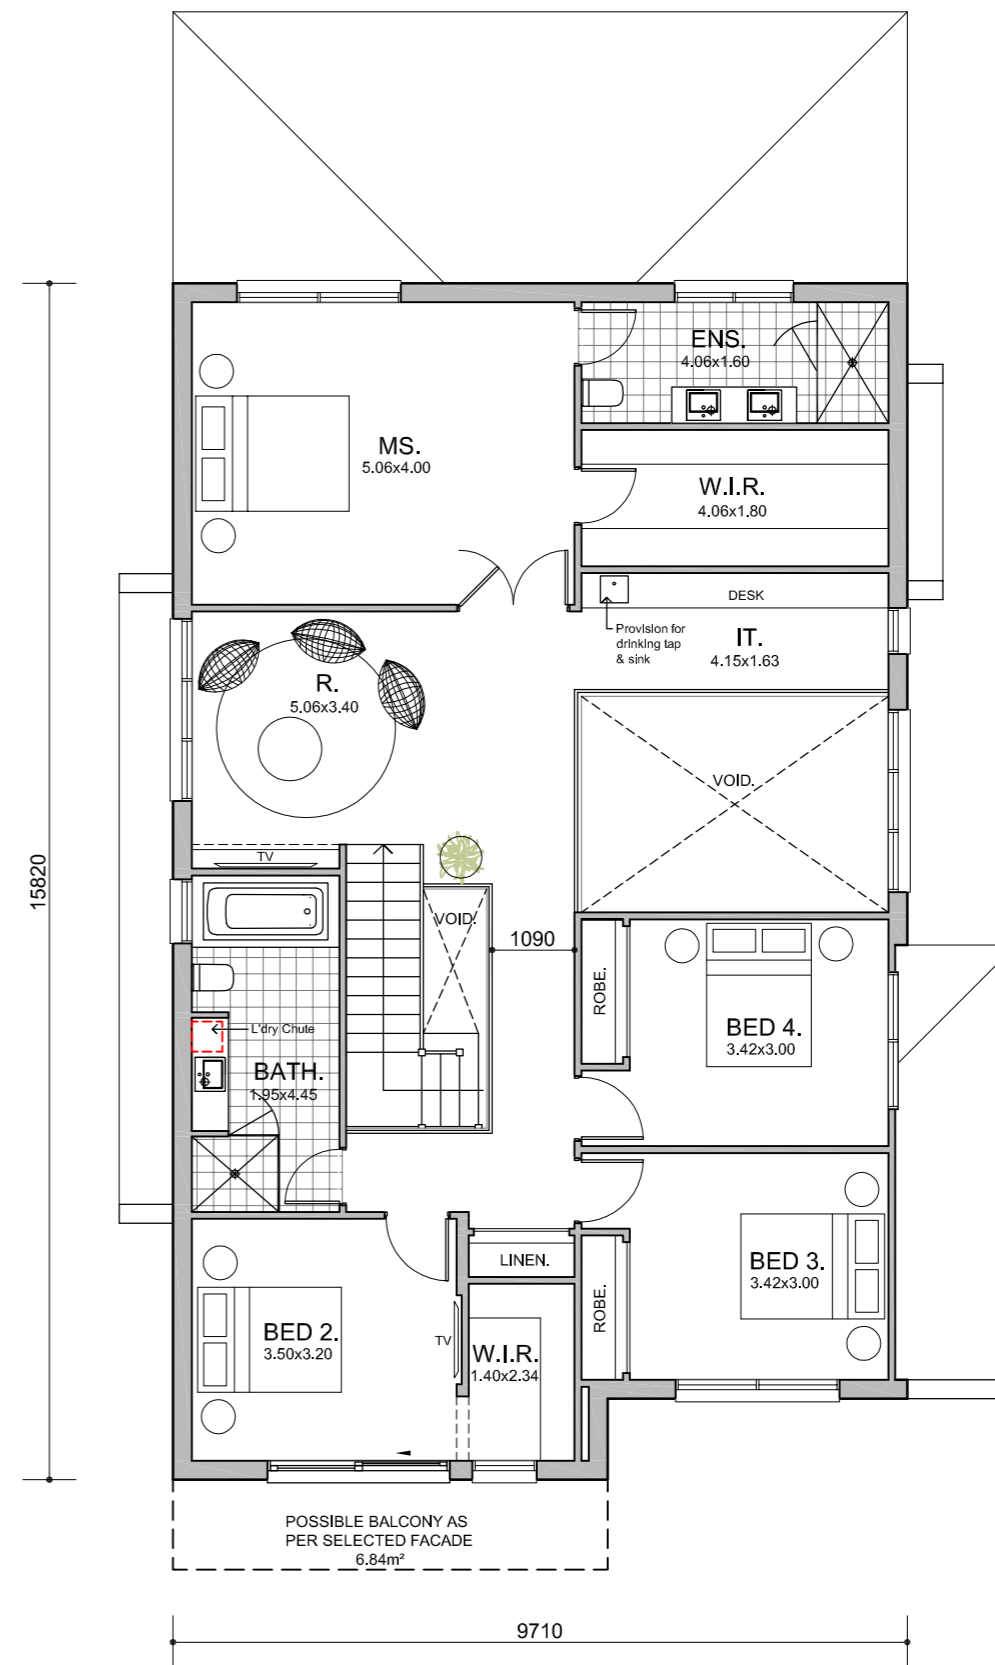 ENS.
4.06x1.60
MS.
5.06x4.00
W.I.R.
4.06x1.80
DESK
Provision for
drinking tap
& sink
IT.
4.15x1.63
R.
5.06x3.40
VOID.
TV
15820
VOID.
1090
ROBE.
BED 4.
3.42x3.00
L'dry Chute
BATH.
1.95x4.45
LINEN.
BED 3.
3.42x3.00
ROBE.
BED 2.
3.50x3.20
TV
W.I.R.
1.40x2.34
POSSIBLE BALCONY AS
PER SELECTED FACADE
6.84m²
9710